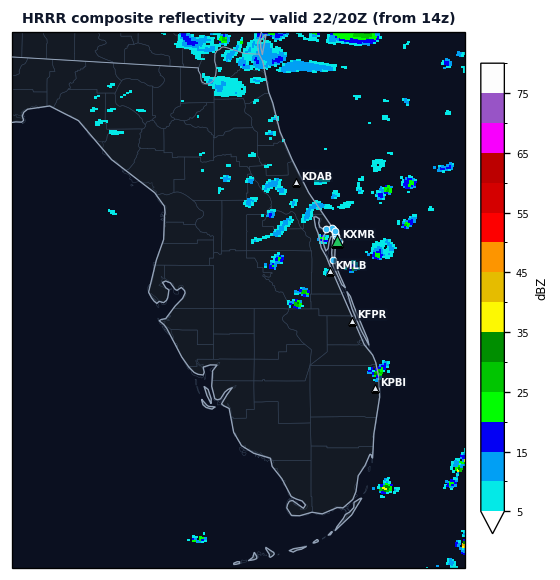 HRRR composite reflectivity — valid 22/20Z (from 14z)
KDAB
KXMR
KMLB
KFPR
KPBI
75
65
55
45
35
25
15
5
dBZ